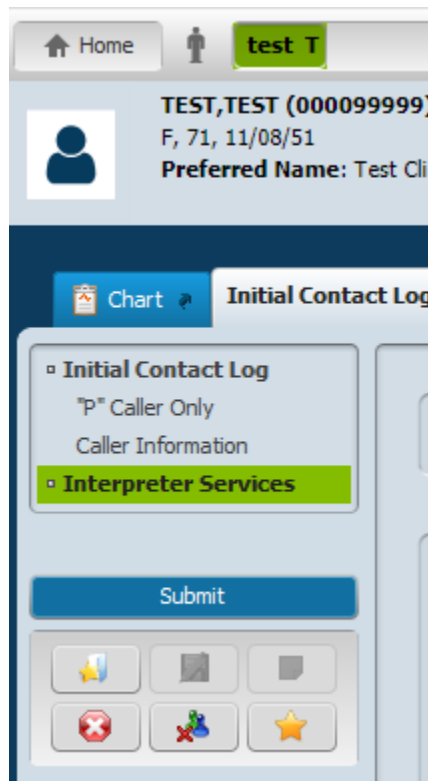 Home
test T
TEST,TEST (000099999)
F, 71, 11/08/51
Preferred Name: Test Cli
Chart
Initial Contact Log
Initial Contact Log
"P" Caller Only
Caller Information
Interpreter Services
Submit